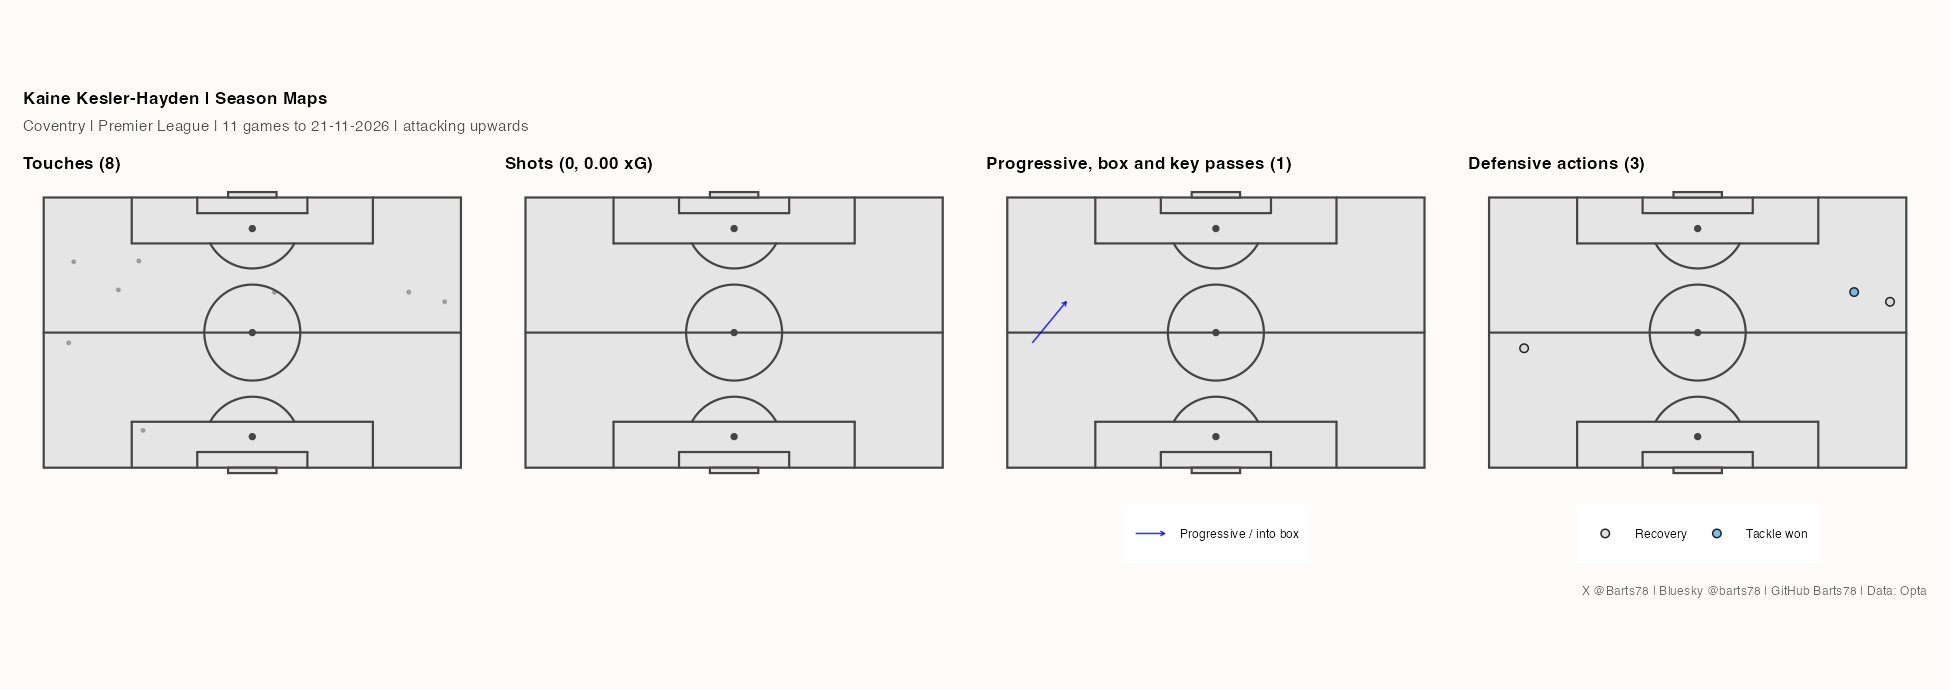 Kaine Kesler-Hayden | Season Maps
Coventry | Premier League | 11 games to 21-11-2026 | attacking upwards
Touches (8)
Shots (0, 0.00 xG)
Progressive, box and key passes (1)
Defensive actions (3)
Progressive / into box
Recovery
Tackle won
X @Barts78 | Bluesky @barts78 | GitHub Barts78 | Data: Opta